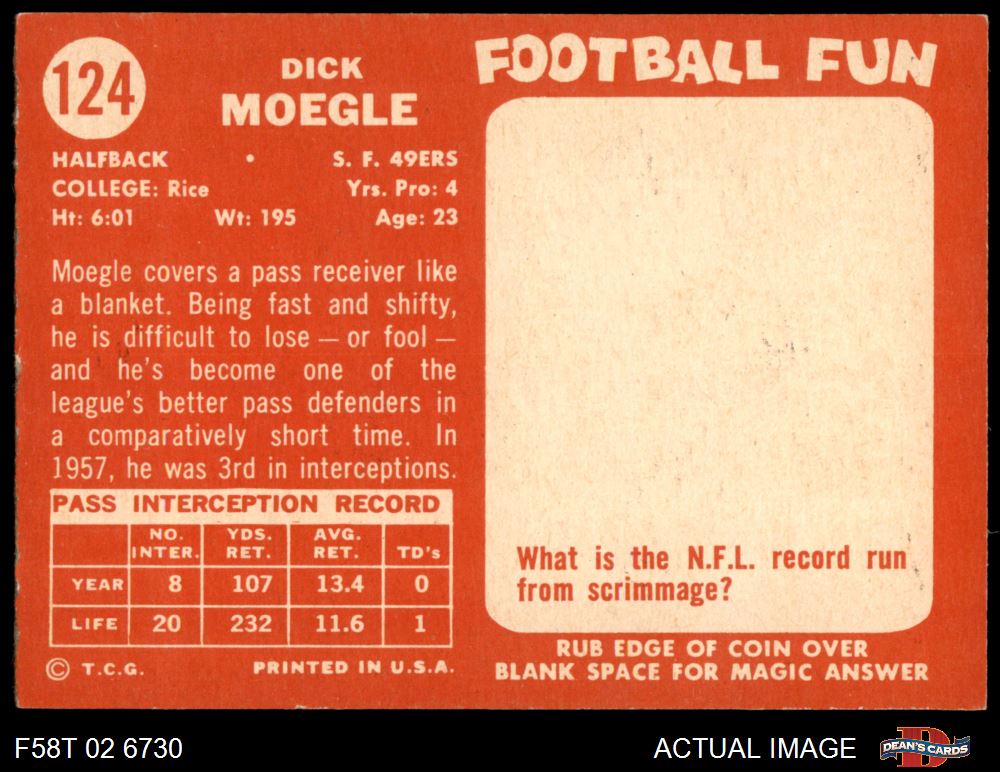 124
DICK
MOEGLE
HALFBACK • S. F. 49ERS
COLLEGE: Rice Yrs. Pro: 4
Ht: 6:01 Wt: 195 Age: 23
Moegle covers a pass receiver like
a blanket. Being fast and shifty,
he is difficult to lose — or fool —
and he's become one of the
league's better pass defenders in
a comparatively short time. In
1957, he was 3rd in interceptions.
PASS INTERCEPTION RECORD
NO. INTER. YDS. RET. AVG. RET. TD's
YEAR 8 107 13.4 0
LIFE 20 232 11.6 1
© T.C.G. PRINTED IN U.S.A.
FOOTBALL FUN
What is the N.F.L. record run
from scrimmage?
RUB EDGE OF COIN OVER
BLANK SPACE FOR MAGIC ANSWER
F58T 02 6730 ACTUAL IMAGE DEAN'S CARDS